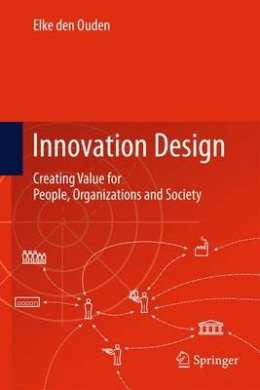 Elke den Ouden
Innovation Design
Creating Value for
People, Organizations and Society
Springer